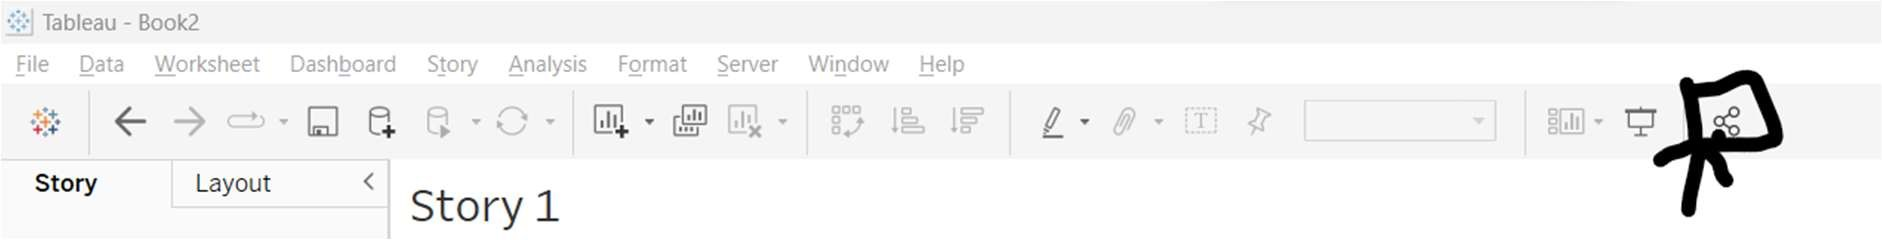 Tableau - Book2
File Data Worksheet Dashboard Story Analysis Format Server Window Help
T
Story Layout
Story 1